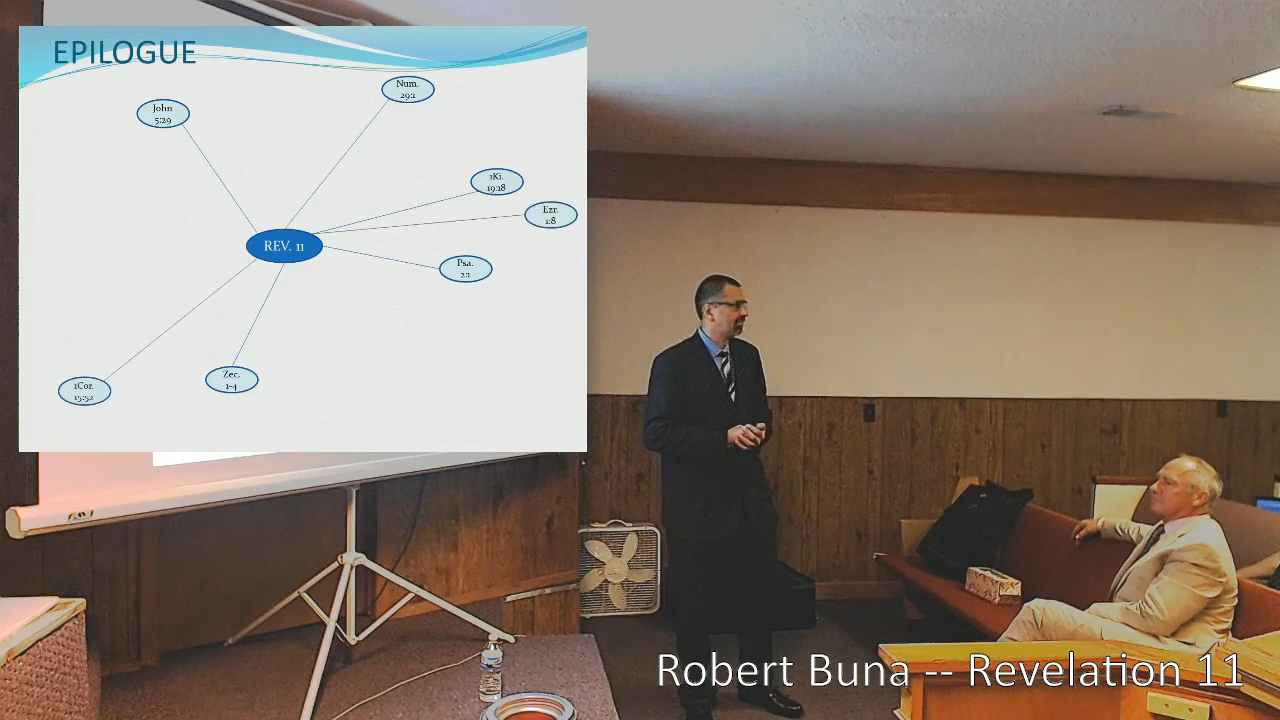 EPILOGUE
Num.
29:1
John
5:29
1Ki.
19:18
Ezr.
1:8
REV. 11
Psa.
2:1
Zec.
1-4
1Cor.
15:52
Robert Buna -- Revelation 11